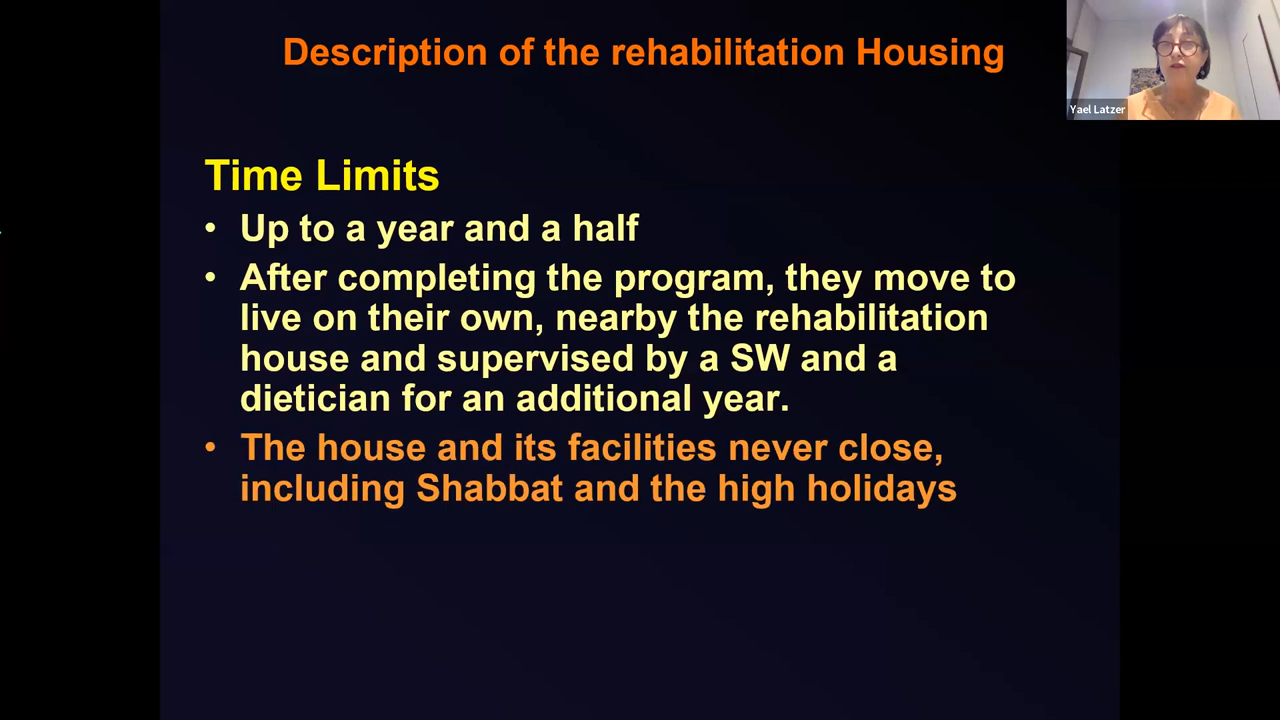 Description of the rehabilitation Housing
Yael Latzer
Time Limits
• Up to a year and a half
• After completing the program, they move to
live on their own, nearby the rehabilitation
house and supervised by a SW and a
dietician for an additional year.
• The house and its facilities never close,
including Shabbat and the high holidays